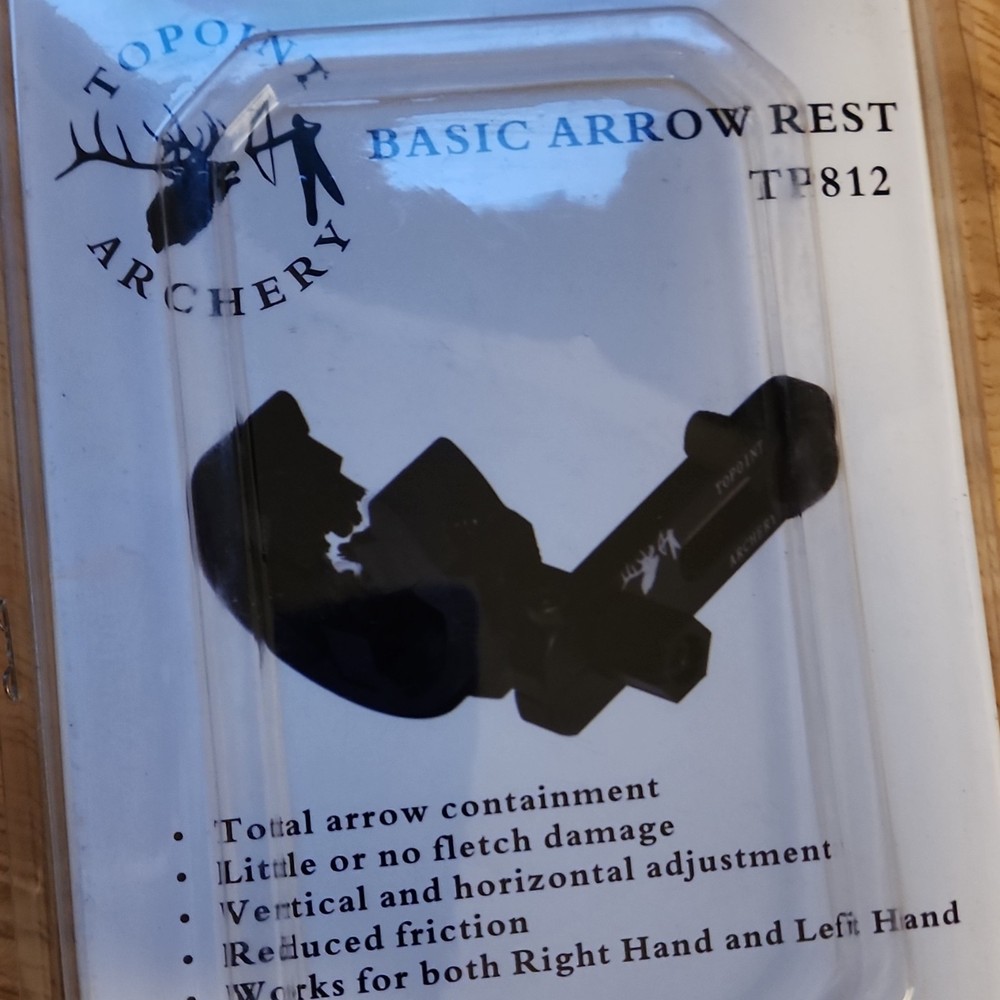 TOPOINT
ARCHERY
BASIC ARROW REST
TP812
TOPOINT
ARCHERY
• Total arrow containment
• Little or no fletch damage
• Vertical and horizontal adjustment
• Reduced friction
• Works for both Right Hand and Left Hand